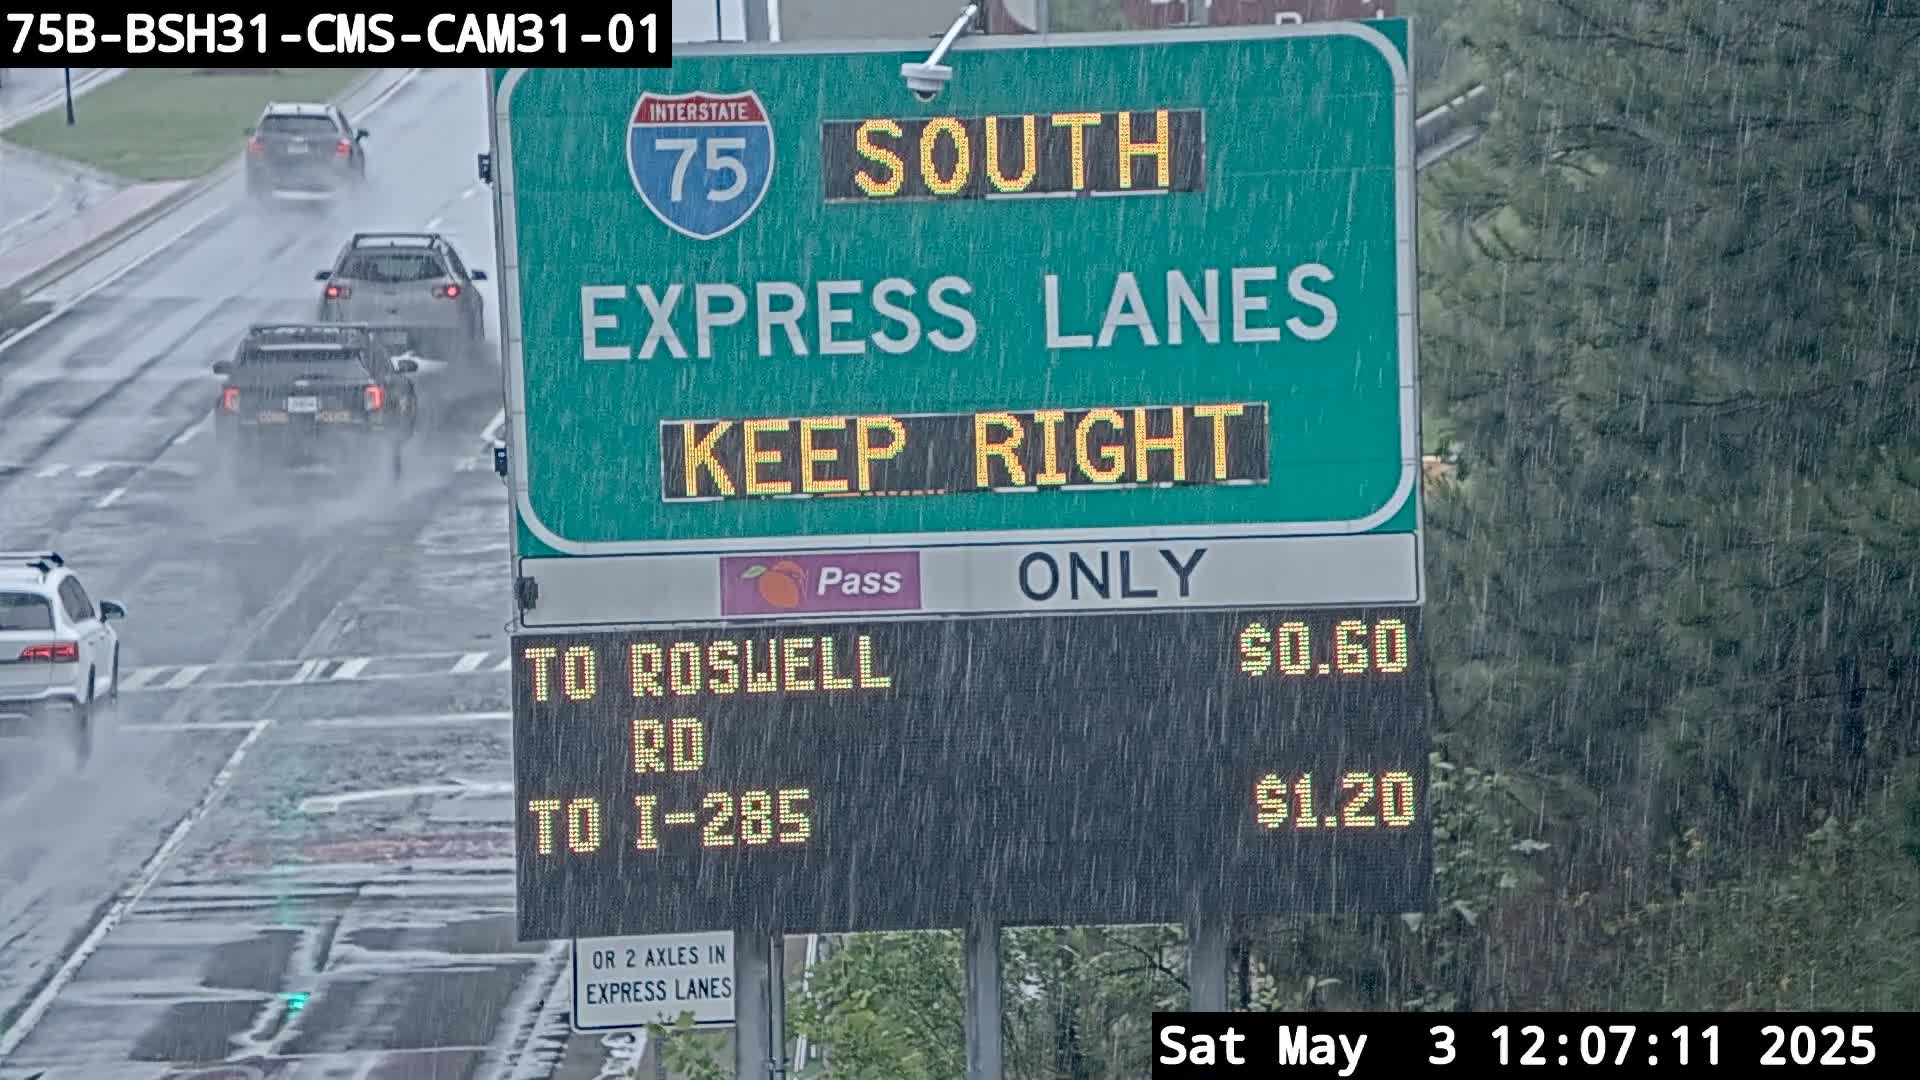 75B-BSH31-CMS-CAM31-01
INTERSTATE
75
SOUTH
EXPRESS LANES
KEEP RIGHT
Pass
ONLY
TO ROSWELL $0.60
RD
TO I-285 $1.20
OR 2 AXLES IN
EXPRESS LANES
Sat May 3 12:07:11 2025